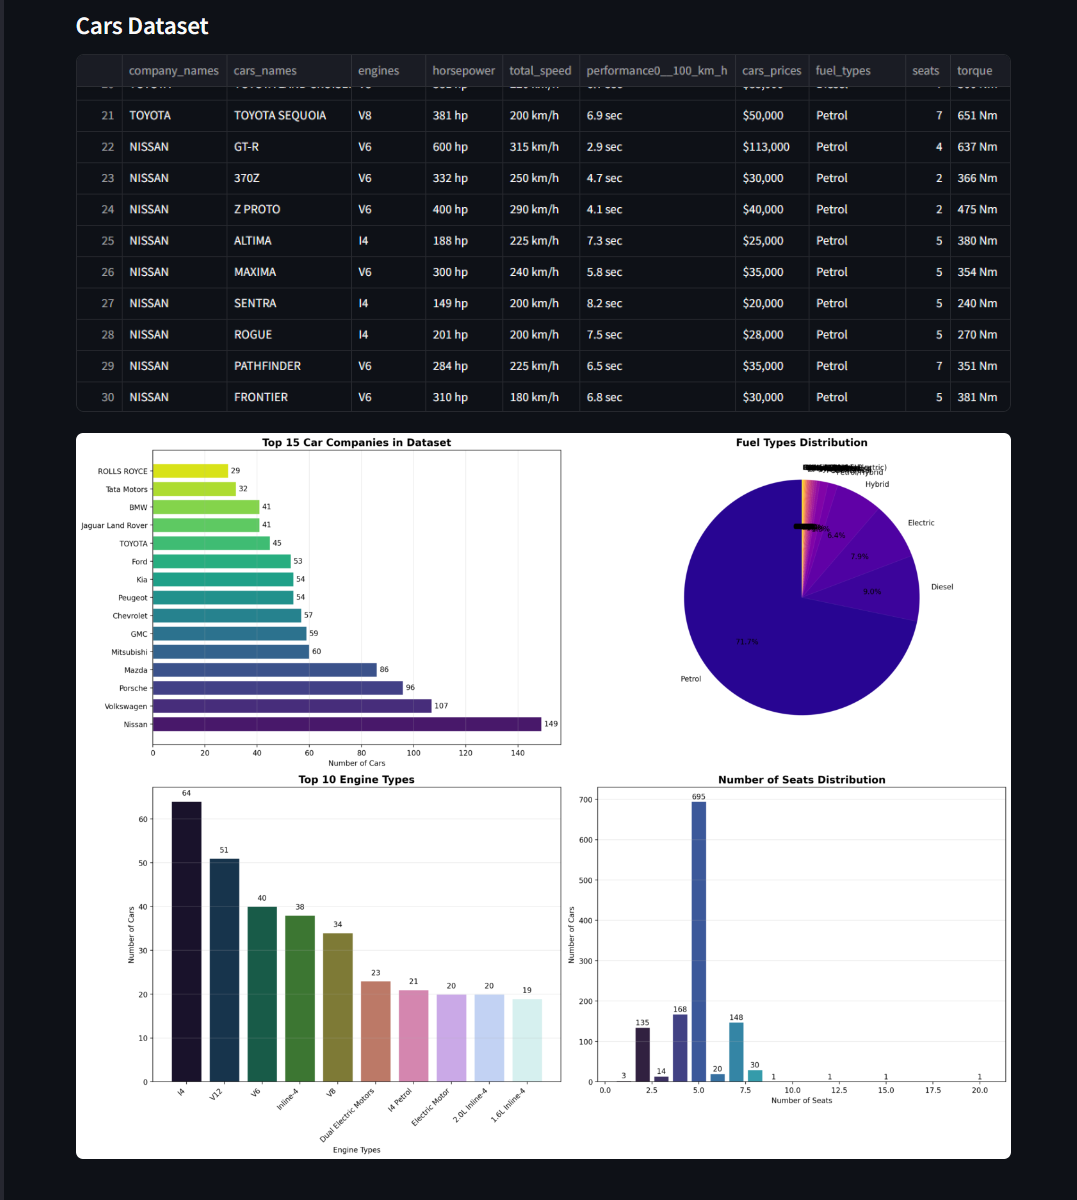 Cars Dataset
company_names cars_names engines horsepower total_speed performance0__100_km_h cars_prices fuel_types seats torque
21 TOYOTA TOYOTA SEQUOIA V8 381 hp 200 km/h 6.9 sec $50,000 Petrol 7 651 Nm
22 NISSAN GT-R V6 600 hp 315 km/h 2.9 sec $113,000 Petrol 4 637 Nm
23 NISSAN 370Z V6 332 hp 250 km/h 4.7 sec $30,000 Petrol 2 366 Nm
24 NISSAN Z PROTO V6 400 hp 290 km/h 4.1 sec $40,000 Petrol 2 475 Nm
25 NISSAN ALTIMA I4 188 hp 225 km/h 7.3 sec $25,000 Petrol 5 380 Nm
26 NISSAN MAXIMA V6 300 hp 240 km/h 5.8 sec $35,000 Petrol 5 354 Nm
27 NISSAN SENTRA I4 149 hp 200 km/h 8.2 sec $20,000 Petrol 5 240 Nm
28 NISSAN ROGUE I4 201 hp 200 km/h 7.5 sec $28,000 Petrol 5 270 Nm
29 NISSAN PATHFINDER V6 284 hp 225 km/h 6.5 sec $35,000 Petrol 7 351 Nm
30 NISSAN FRONTIER V6 310 hp 180 km/h 6.8 sec $30,000 Petrol 5 381 Nm
Top 15 Car Companies in Dataset
ROLLS ROYCE 29
Tata Motors 32
BMW 41
Jaguar Land Rover 41
TOYOTA 45
Ford 53
Kia 54
Peugeot 54
Chevrolet 57
GMC 59
Mitsubishi 60
Mazda 86
Porsche 96
Volkswagen 107
Nissan 149
0 20 40 60 80 100 120 140
Number of Cars
Fuel Types Distribution
Hybrid
Electric
Diesel
9.0%
Petrol
Top 10 Engine Types
64
51
40
38
34
23
21
20
20
19
60
50
40
30
20
10
0
Number of Cars
I4 V12 V6 Inline-4 V8 Dual Electric Motors I4 Petrol Electric Motor 2.0L Inline-4 1.6L Inline-4
Engine Types
Number of Seats Distribution
700
600
500
400
300
200
100
0
Number of Cars
3 135 14 168 695 20 148 30 1 1 1 1
0.0 2.5 5.0 7.5 10.0 12.5 15.0 17.5 20.0
Number of Seats